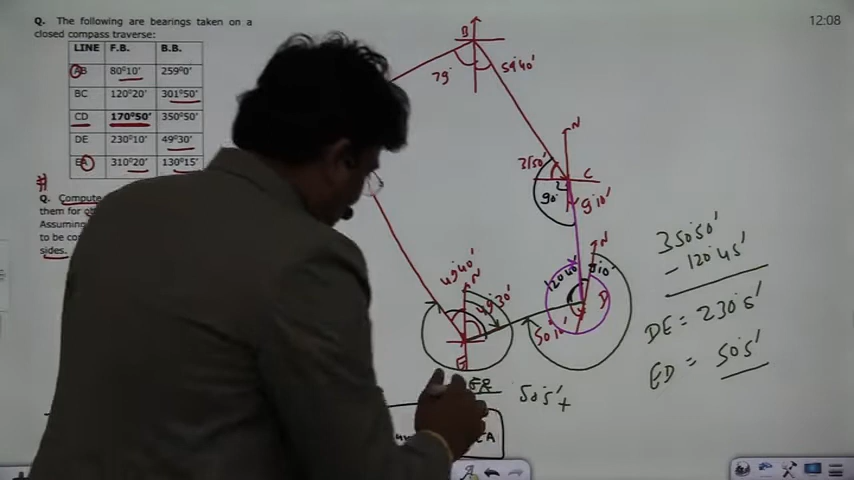 12:08
Q. The following are bearings taken on a
closed compass traverse:
LINE F.B. B.B.
AB 80°10' 259°0'
BC 120°20' 301°50'
CD 170°50' 350°50'
DE 230°10' 49°30'
EA 310°20' 130°15'
Q. Compute
them for
Assuming
to be co
sides.
B
79°
59°40'
N
C
31°50'
90°
9°10'
N
D
120°40'
50°10'
N
49°40'
49°30'
E
350°50'
- 120°45'
DE = 230°5'
ED = 50°5'
50°5' +